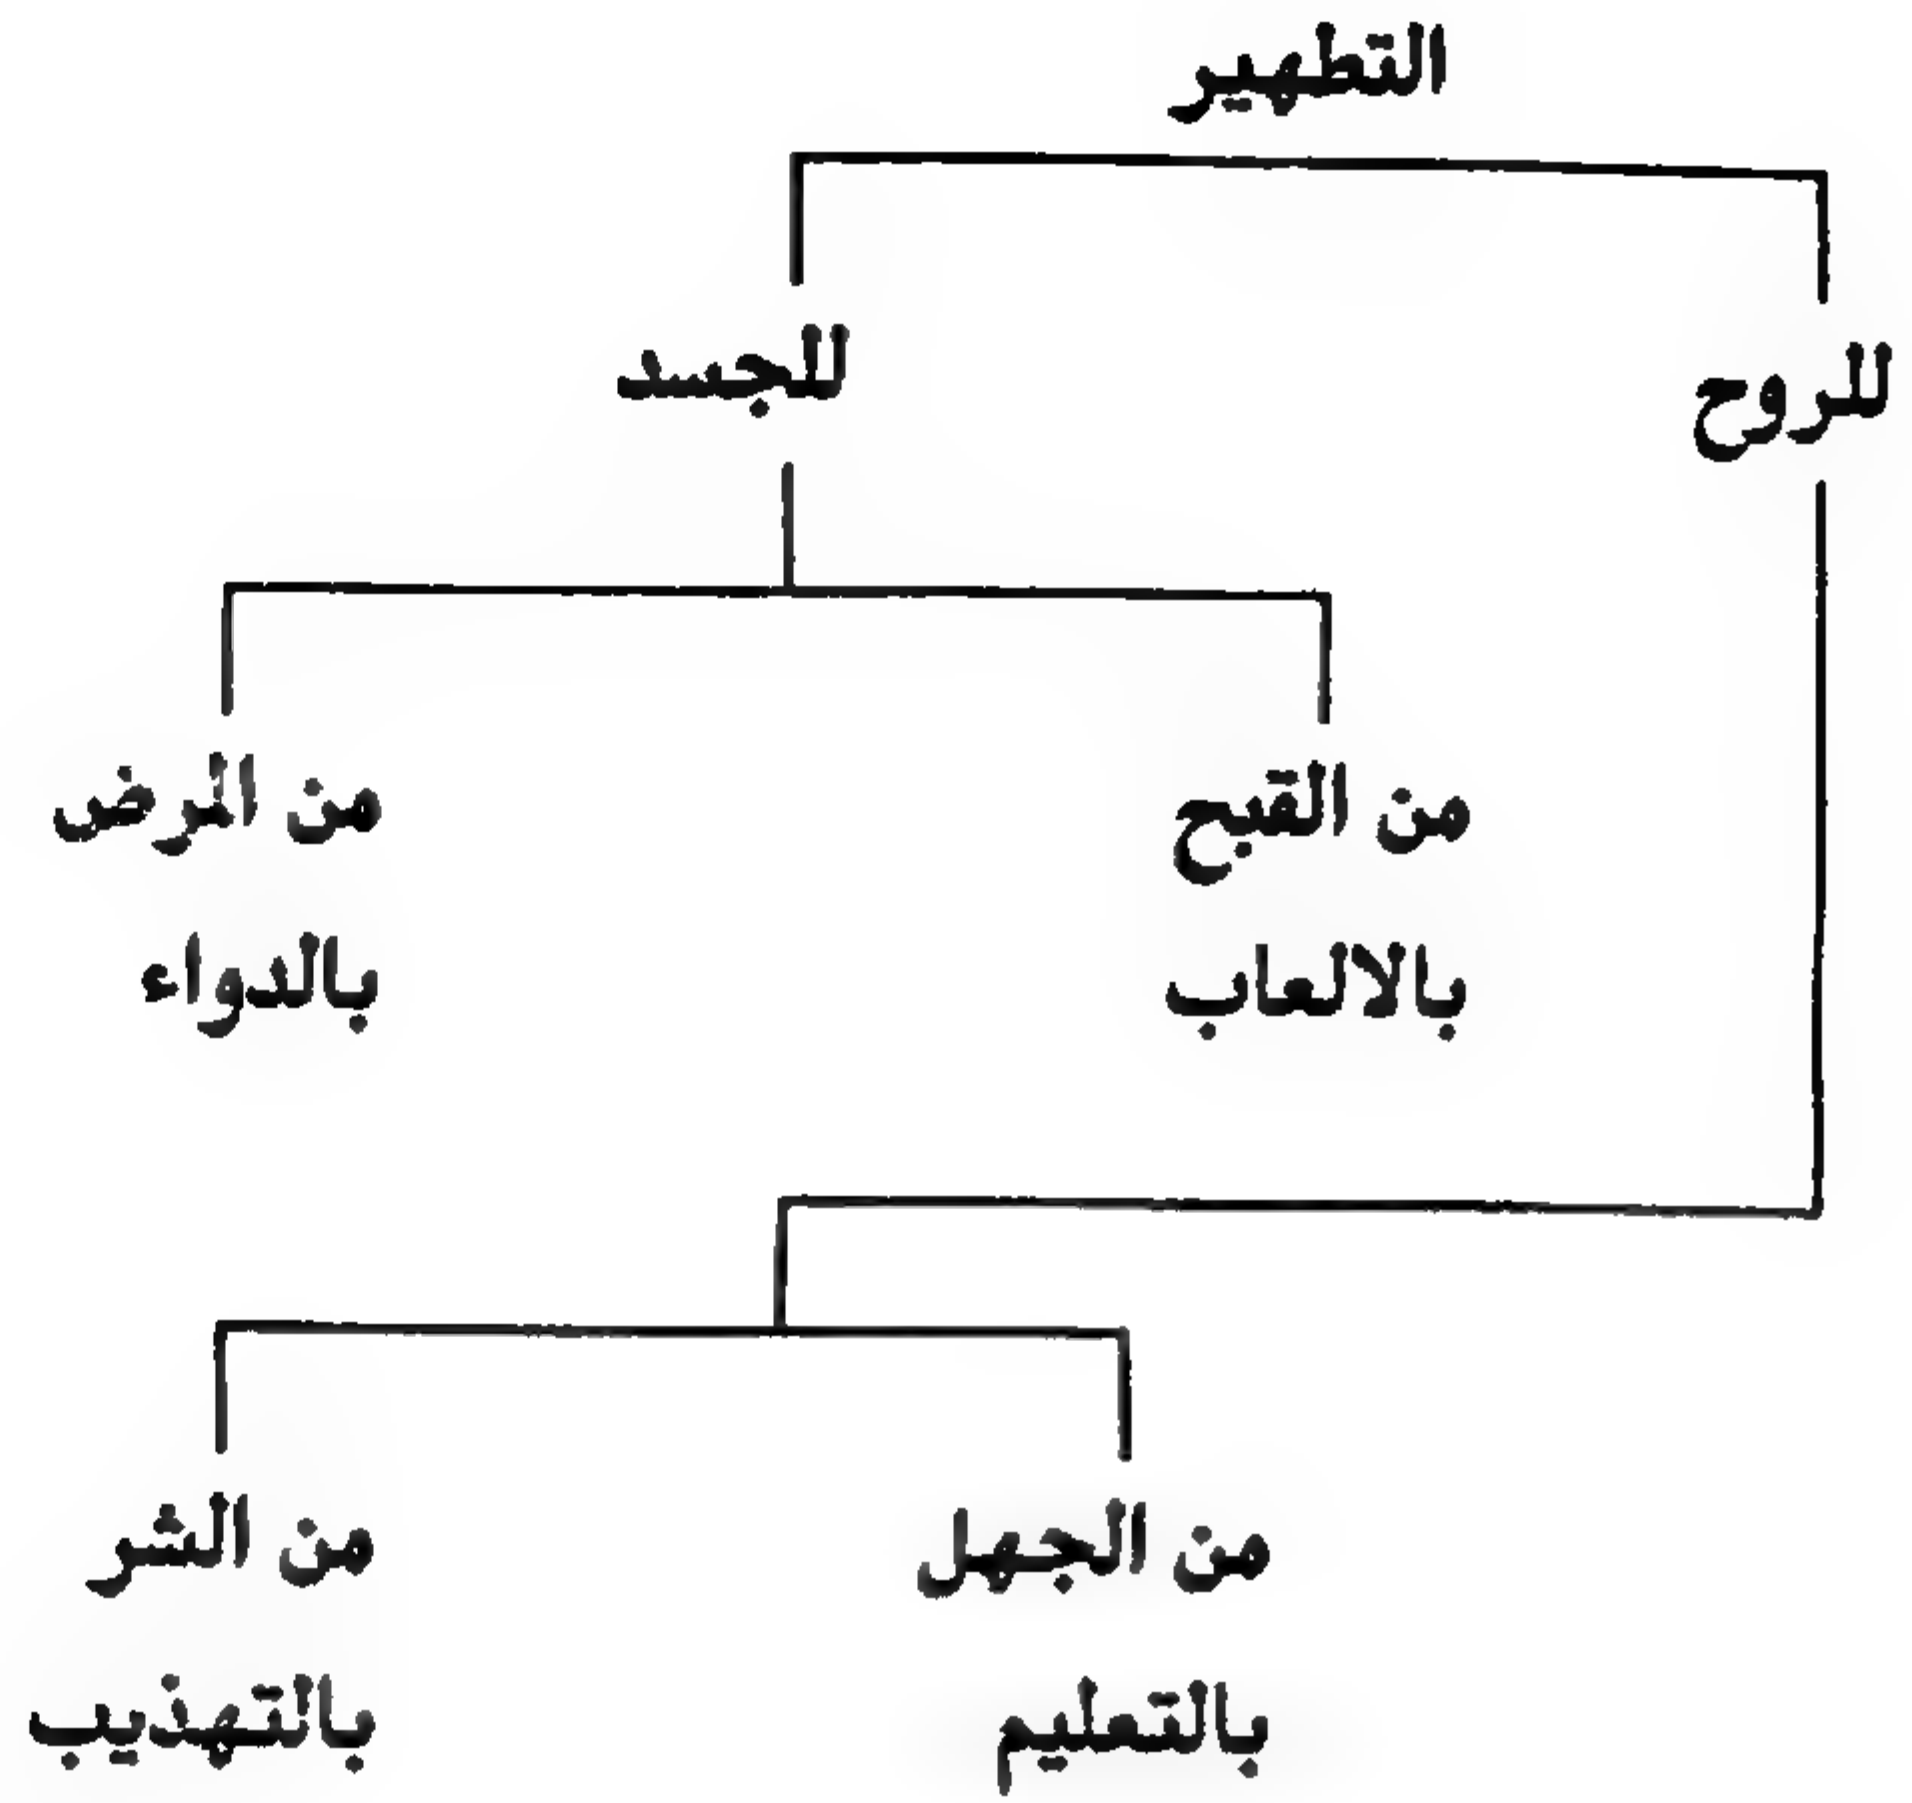 التطهير
للروح
للجسد
من القبح
من المرض
بالالعاب
بالدواء
من الجهل
من الشر
بالتعليم
بالتهذيب